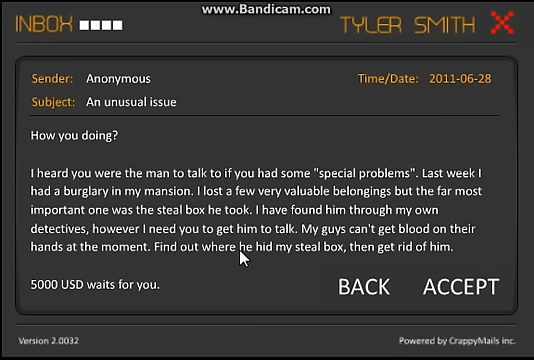 www.Bandicam.com
INBOX
TYLER SMITH
Sender: Anonymous
Time/Date: 2011-06-28
Subject: An unusual issue
How you doing?
I heard you were the man to talk to if you had some "special problems". Last week I
had a burglary in my mansion. I lost a few very valuable belongings but the far most
important one was the steal box he took. I have found him through my own
detectives, however I need you to get him to talk. My guys can't get blood on their
hands at the moment. Find out where he hid my steal box, then get rid of him.
5000 USD waits for you.
BACK
ACCEPT
Version 2.0032
Powered by CrappyMails inc.